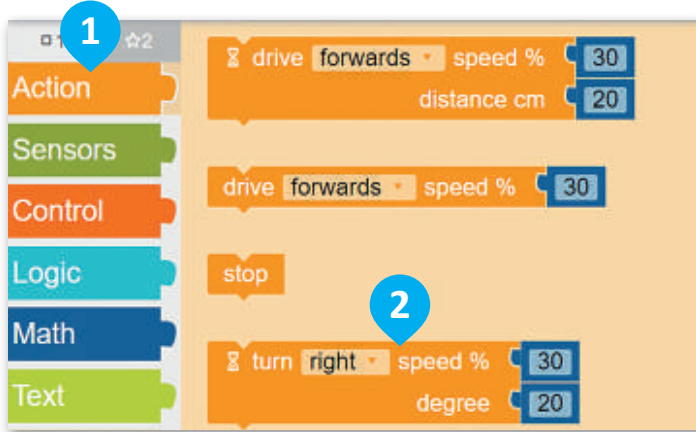 1
☆2
Action
Sensors
Control
Logic
Math
Text
drive forwards speed % 30
distance cm 20
drive forwards speed % 30
stop
2
turn right speed % 30
degree 20